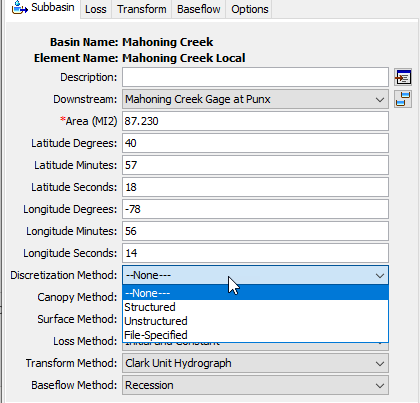 Subbasin Loss Transform Baseflow Options
Basin Name: Mahoning Creek
Element Name: Mahoning Creek Local
Description:
Downstream: Mahoning Creek Gage at Punx
*Area (MI2) 87.230
Latitude Degrees: 40
Latitude Minutes: 57
Latitude Seconds: 18
Longitude Degrees: -78
Longitude Minutes: 56
Longitude Seconds: 14
Discretization Method: --None---
Canopy Method: --None---
Structured
Surface Method: Unstructured
File-Specified
Loss Method: Initial and Constant
Transform Method: Clark Unit Hydrograph
Baseflow Method: Recession